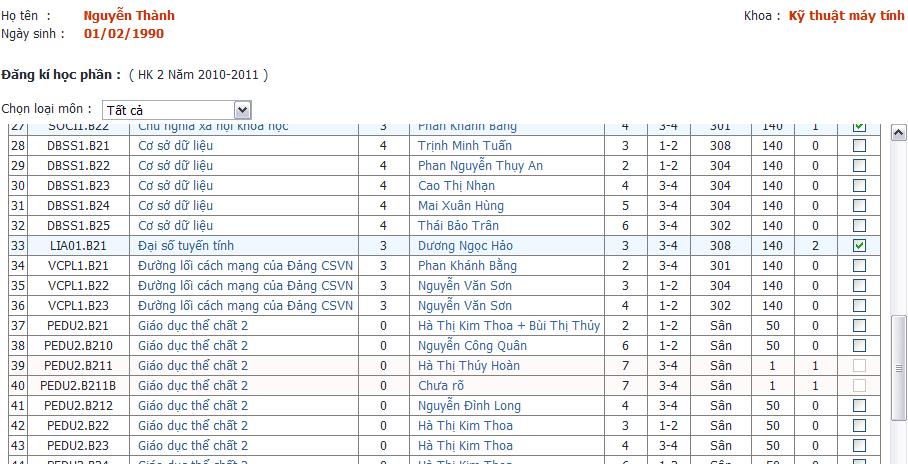 Họ tên : Nguyễn Thành Khoa : Kỹ thuật máy tính
Ngày sinh : 01/02/1990
Đăng kí học phần : ( HK 2 Năm 2010-2011 )
Chọn loại môn : Tất cả
27 SOCI1.B22 Chủ nghĩa xã hội khoa học 3 Phan Khánh Bằng 4 3-4 301 140 1
28 DBSS1.B21 Cơ sở dữ liệu 4 Trịnh Minh Tuấn 3 1-2 308 140 0
29 DBSS1.B22 Cơ sở dữ liệu 4 Phan Nguyễn Thụy An 2 1-2 304 140 0
30 DBSS1.B23 Cơ sở dữ liệu 4 Cao Thị Nhạn 4 3-4 304 140 0
31 DBSS1.B24 Cơ sở dữ liệu 4 Mai Xuân Hùng 5 3-4 304 140 0
32 DBSS1.B25 Cơ sở dữ liệu 4 Thái Bảo Trân 6 3-4 302 140 0
33 LIA01.B21 Đại số tuyến tính 3 Dương Ngọc Hảo 3 3-4 308 140 2
34 VCPL1.B21 Đường lối cách mạng của Đảng CSVN 3 Phan Khánh Bằng 2 3-4 301 140 0
35 VCPL1.B22 Đường lối cách mạng của Đảng CSVN 3 Nguyễn Văn Sơn 3 1-2 304 140 0
36 VCPL1.B23 Đường lối cách mạng của Đảng CSVN 3 Nguyễn Văn Sơn 4 1-2 302 140 0
37 PEDU2.B21 Giáo dục thể chất 2 0 Hà Thị Kim Thoa + Bùi Thị Thủy 2 1-2 Sân 50 0
38 PEDU2.B210 Giáo dục thể chất 2 0 Nguyễn Công Quân 6 1-2 Sân 50 0
39 PEDU2.B211 Giáo dục thể chất 2 0 Hà Thị Thúy Hoàn 7 3-4 Sân 1 1
40 PEDU2.B211B Giáo dục thể chất 2 0 Chưa rõ 7 3-4 Sân 1 1
41 PEDU2.B212 Giáo dục thể chất 2 0 Nguyễn Đình Long 4 3-4 Sân 50 0
42 PEDU2.B22 Giáo dục thể chất 2 0 Hà Thị Kim Thoa 3 1-2 Sân 50 0
43 PEDU2.B23 Giáo dục thể chất 2 0 Hà Thị Kim Thoa 4 3-4 Sân 50 0